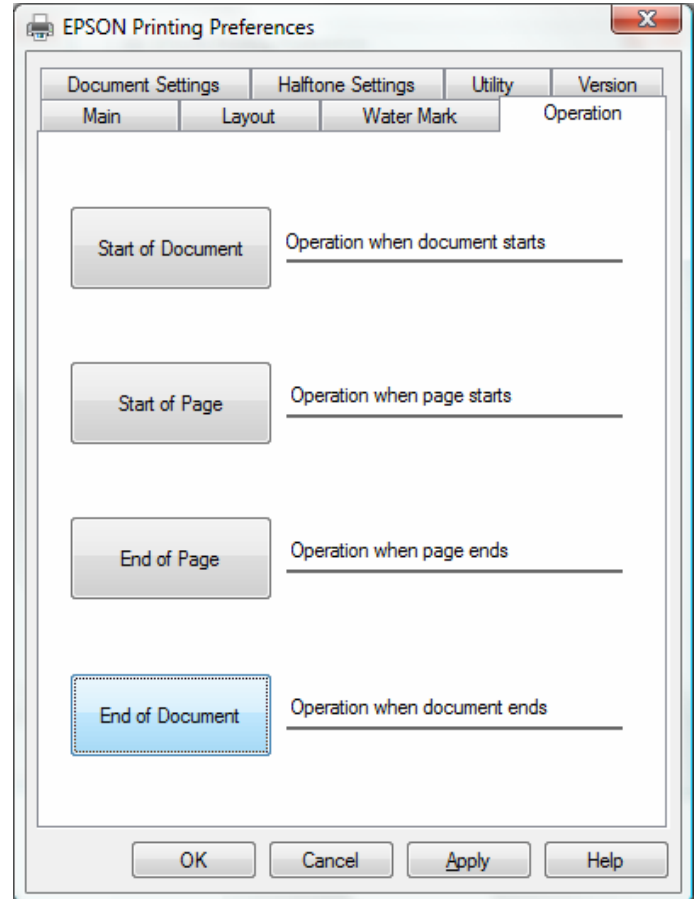 EPSON Printing Preferences
Document Settings Halftone Settings Utility Version
Main Layout Water Mark Operation
Start of Document Operation when document starts
Start of Page Operation when page starts
End of Page Operation when page ends
End of Document Operation when document ends
OK Cancel Apply Help